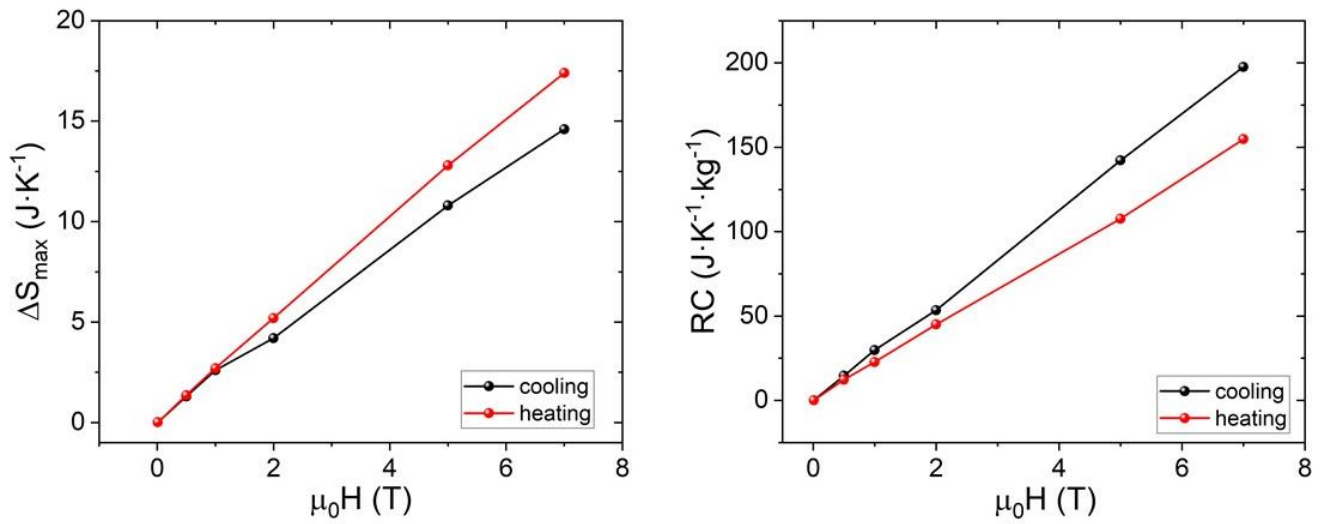 20
15
10
5
0
ΔS_max (J·K⁻¹)
cooling
heating
0 2 4 6 8
μ₀H (T)
200
150
100
50
0
RC (J·K⁻¹·kg⁻¹)
cooling
heating
0 2 4 6 8
μ₀H (T)